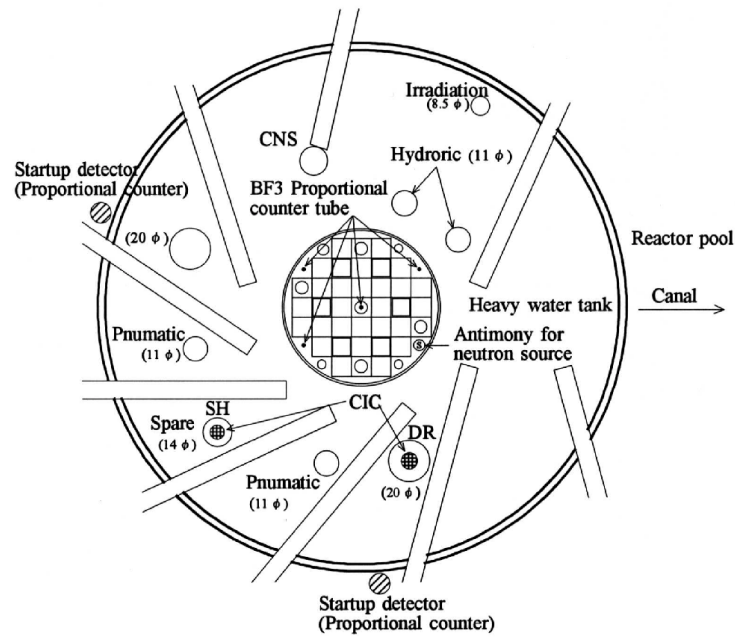 Irradiation
(8.5 φ)
CNS
Hydroric (11 φ)
Startup detector
(Proportional counter)
BF3 Proportional
counter tube
(20 φ)
Reactor pool
Heavy water tank
Canal
Pnumatic
(11 φ)
Antimony for
neutron source
S
CIC
SH
Spare
(14 φ)
DR
Pnumatic
(11 φ)
(20 φ)
Startup detector
(Proportional counter)